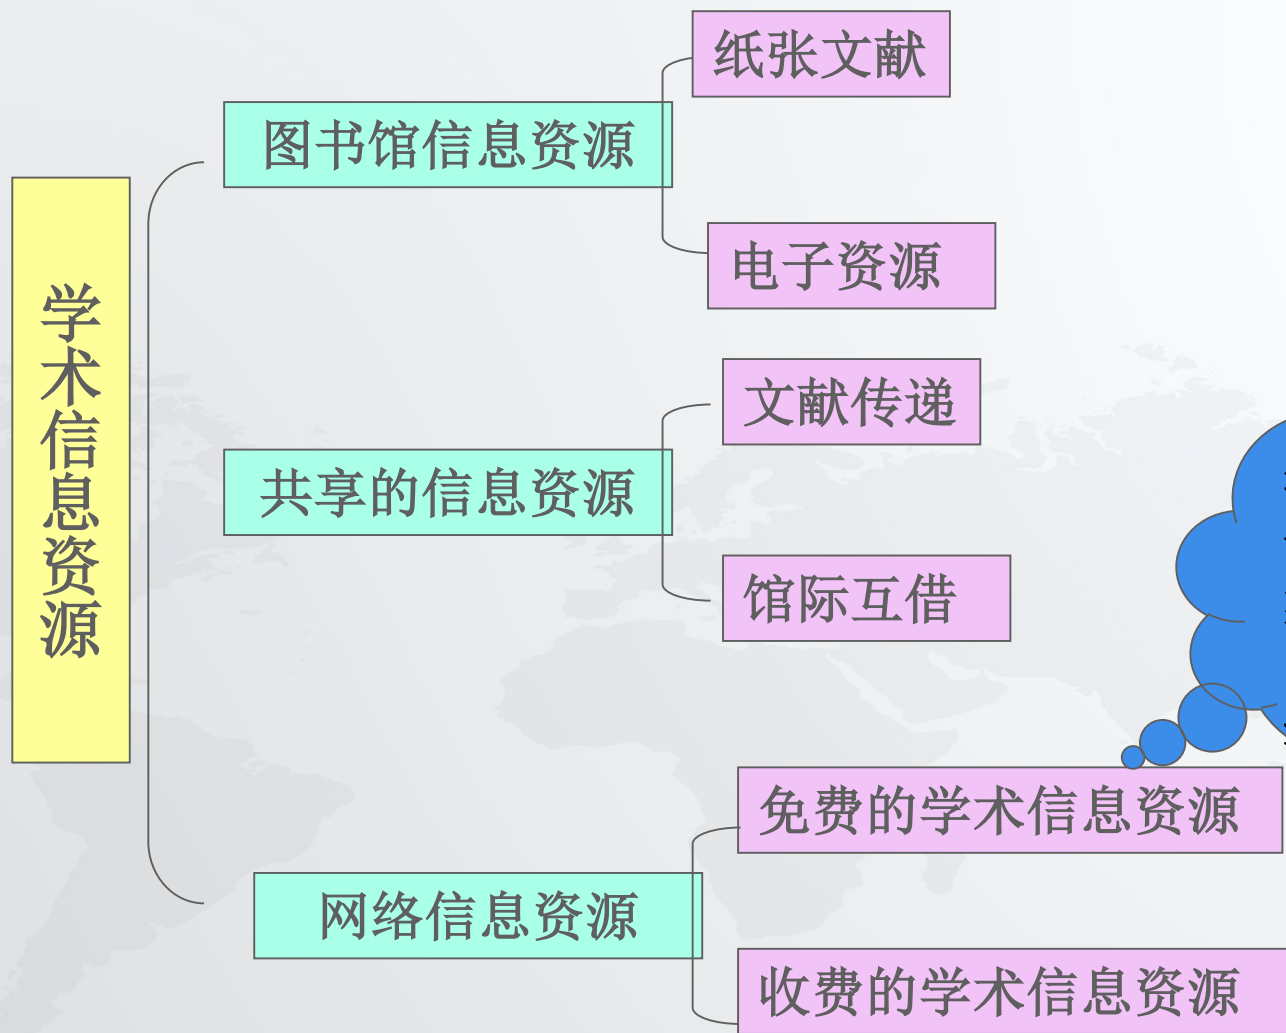 学术信息资源
图书馆信息资源
纸张文献
电子资源
共享的信息资源
文献传递
馆际互借
网络信息资源
免费的学术信息资源
收费的学术信息资源